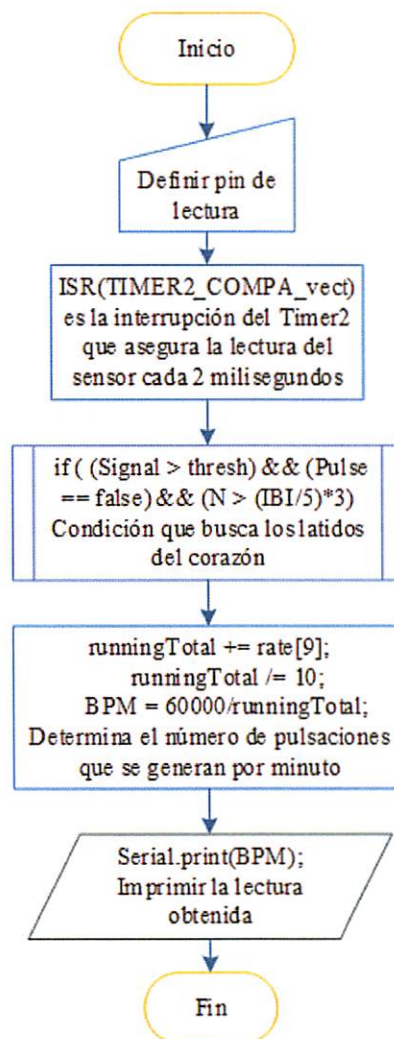 Inicio
Definir pin de
lectura
ISR(TIMER2_COMPA_vect)
es la interrupción del Timer2
que asegura la lectura del
sensor cada 2 milisegundos
if ( (Signal > thresh) && (Pulse
== false) && (N > (IBI/5)*3)
Condición que busca los latidos
del corazón
runningTotal += rate[9];
runningTotal /= 10;
BPM = 60000/runningTotal;
Determina el número de pulsaciones
que se generan por minuto
Serial.print(BPM);
Imprimir la lectura
obtenida
Fin